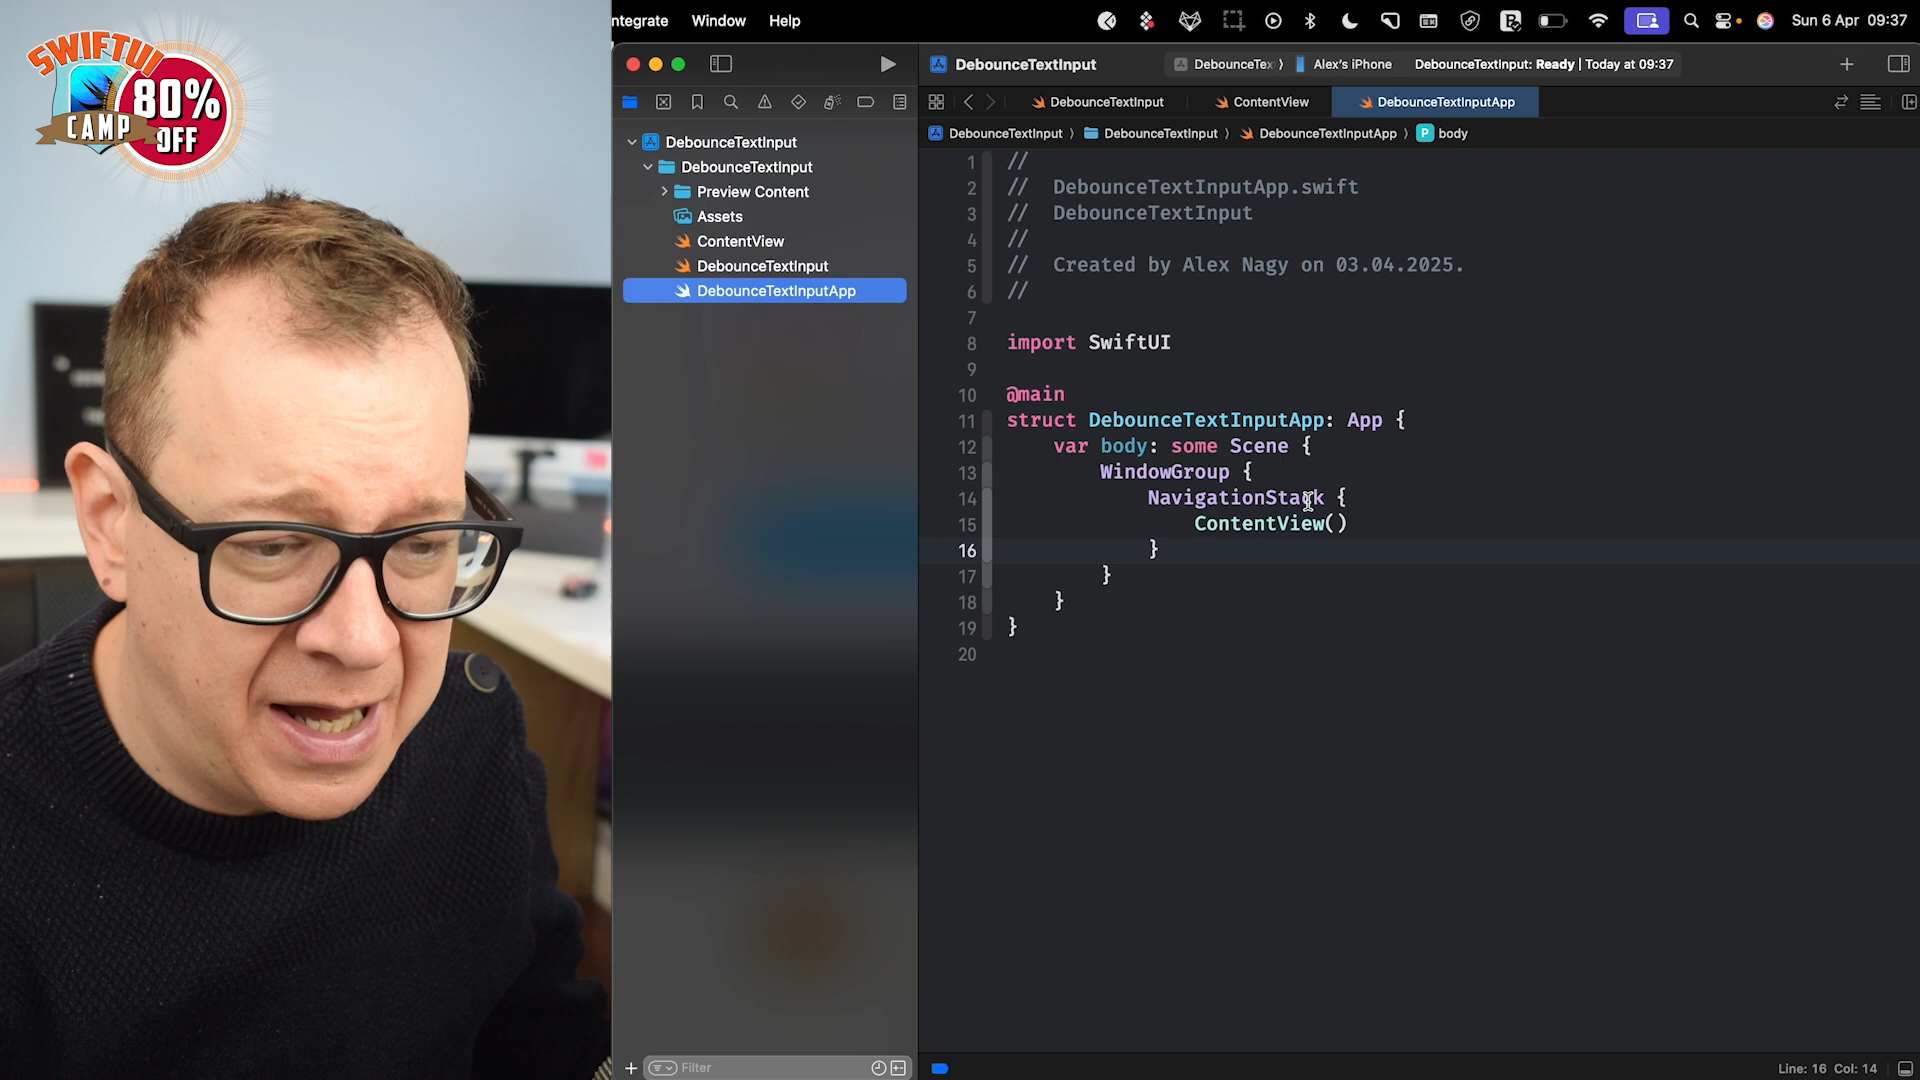 SWIFTUI
CAMP
80%
OFF
ntegrate Window Help
Sun 6 Apr 09:37
DebounceTextInput
DebounceTex
Alex's iPhone
DebounceTextInput: Ready | Today at 09:37
DebounceTextInput
ContentView
DebounceTextInputApp
DebounceTextInput 〉 DebounceTextInput 〉 DebounceTextInputApp 〉 P body
DebounceTextInput
DebounceTextInput
Preview Content
Assets
ContentView
DebounceTextInput
DebounceTextInputApp
1 //
2 // DebounceTextInputApp.swift
3 // DebounceTextInput
4 //
5 // Created by Alex Nagy on 03.04.2025.
6 //
7
8 import SwiftUI
9
10 @main
11 struct DebounceTextInputApp: App {
12 var body: some Scene {
13 WindowGroup {
14 NavigationStack {
15 ContentView()
16 }
17 }
18 }
19 }
20
Filter
Line: 16 Col: 14